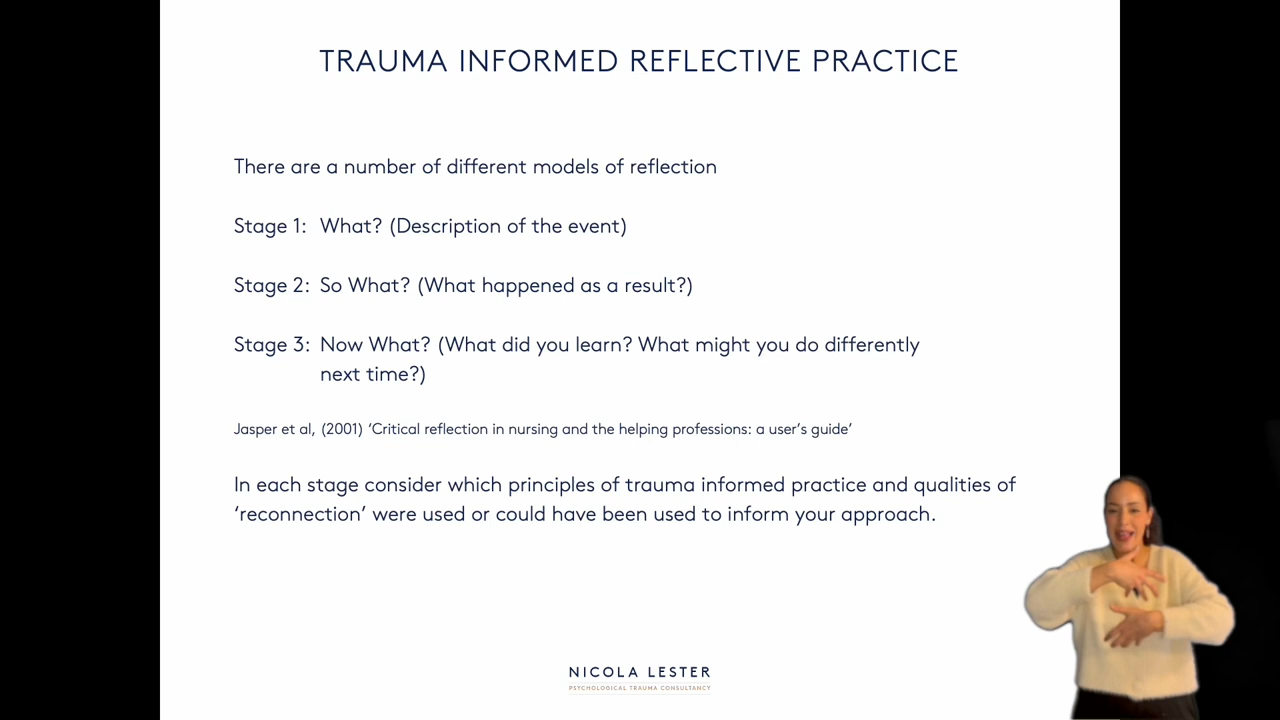 TRAUMA INFORMED REFLECTIVE PRACTICE
There are a number of different models of reflection
Stage 1: What? (Description of the event)
Stage 2: So What? (What happened as a result?)
Stage 3: Now What? (What did you learn? What might you do differently
next time?)
Jasper et al, (2001) ‘Critical reflection in nursing and the helping professions: a user’s guide’
In each stage consider which principles of trauma informed practice and qualities of
‘reconnection’ were used or could have been used to inform your approach.
NICOLA LESTER
PSYCHOLOGICAL TRAUMA CONSULTANCY